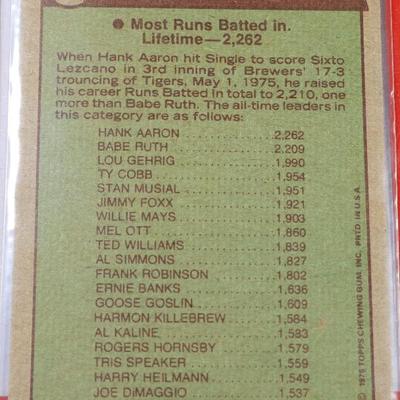 ● Most Runs Batted in.
Lifetime—2,262
When Hank Aaron hit Single to score Sixto
Lezcano in 3rd inning of Brewers' 17-3
trouncing of Tigers, May 1, 1975, he raised
his career Runs Batted In total to 2,210, one
more than Babe Ruth. The all-time leaders in
this category are as follows:
HANK AARON 2,262
BABE RUTH 2,209
LOU GEHRIG 1,990
TY COBB 1,954
STAN MUSIAL 1,951
JIMMY FOXX 1,921
WILLIE MAYS 1,903
MEL OTT 1,860
TED WILLIAMS 1,839
AL SIMMONS 1,827
FRANK ROBINSON 1,802
ERNIE BANKS 1,636
GOOSE GOSLIN 1,609
HARMON KILLEBREW 1,584
AL KALINE 1,583
ROGERS HORNSBY 1,579
TRIS SPEAKER 1,559
HARRY HEILMANN 1,549
JOE DiMAGGIO 1,537
© 1976 TOPPS CHEWING GUM, INC. PRTD. IN U.S.A.